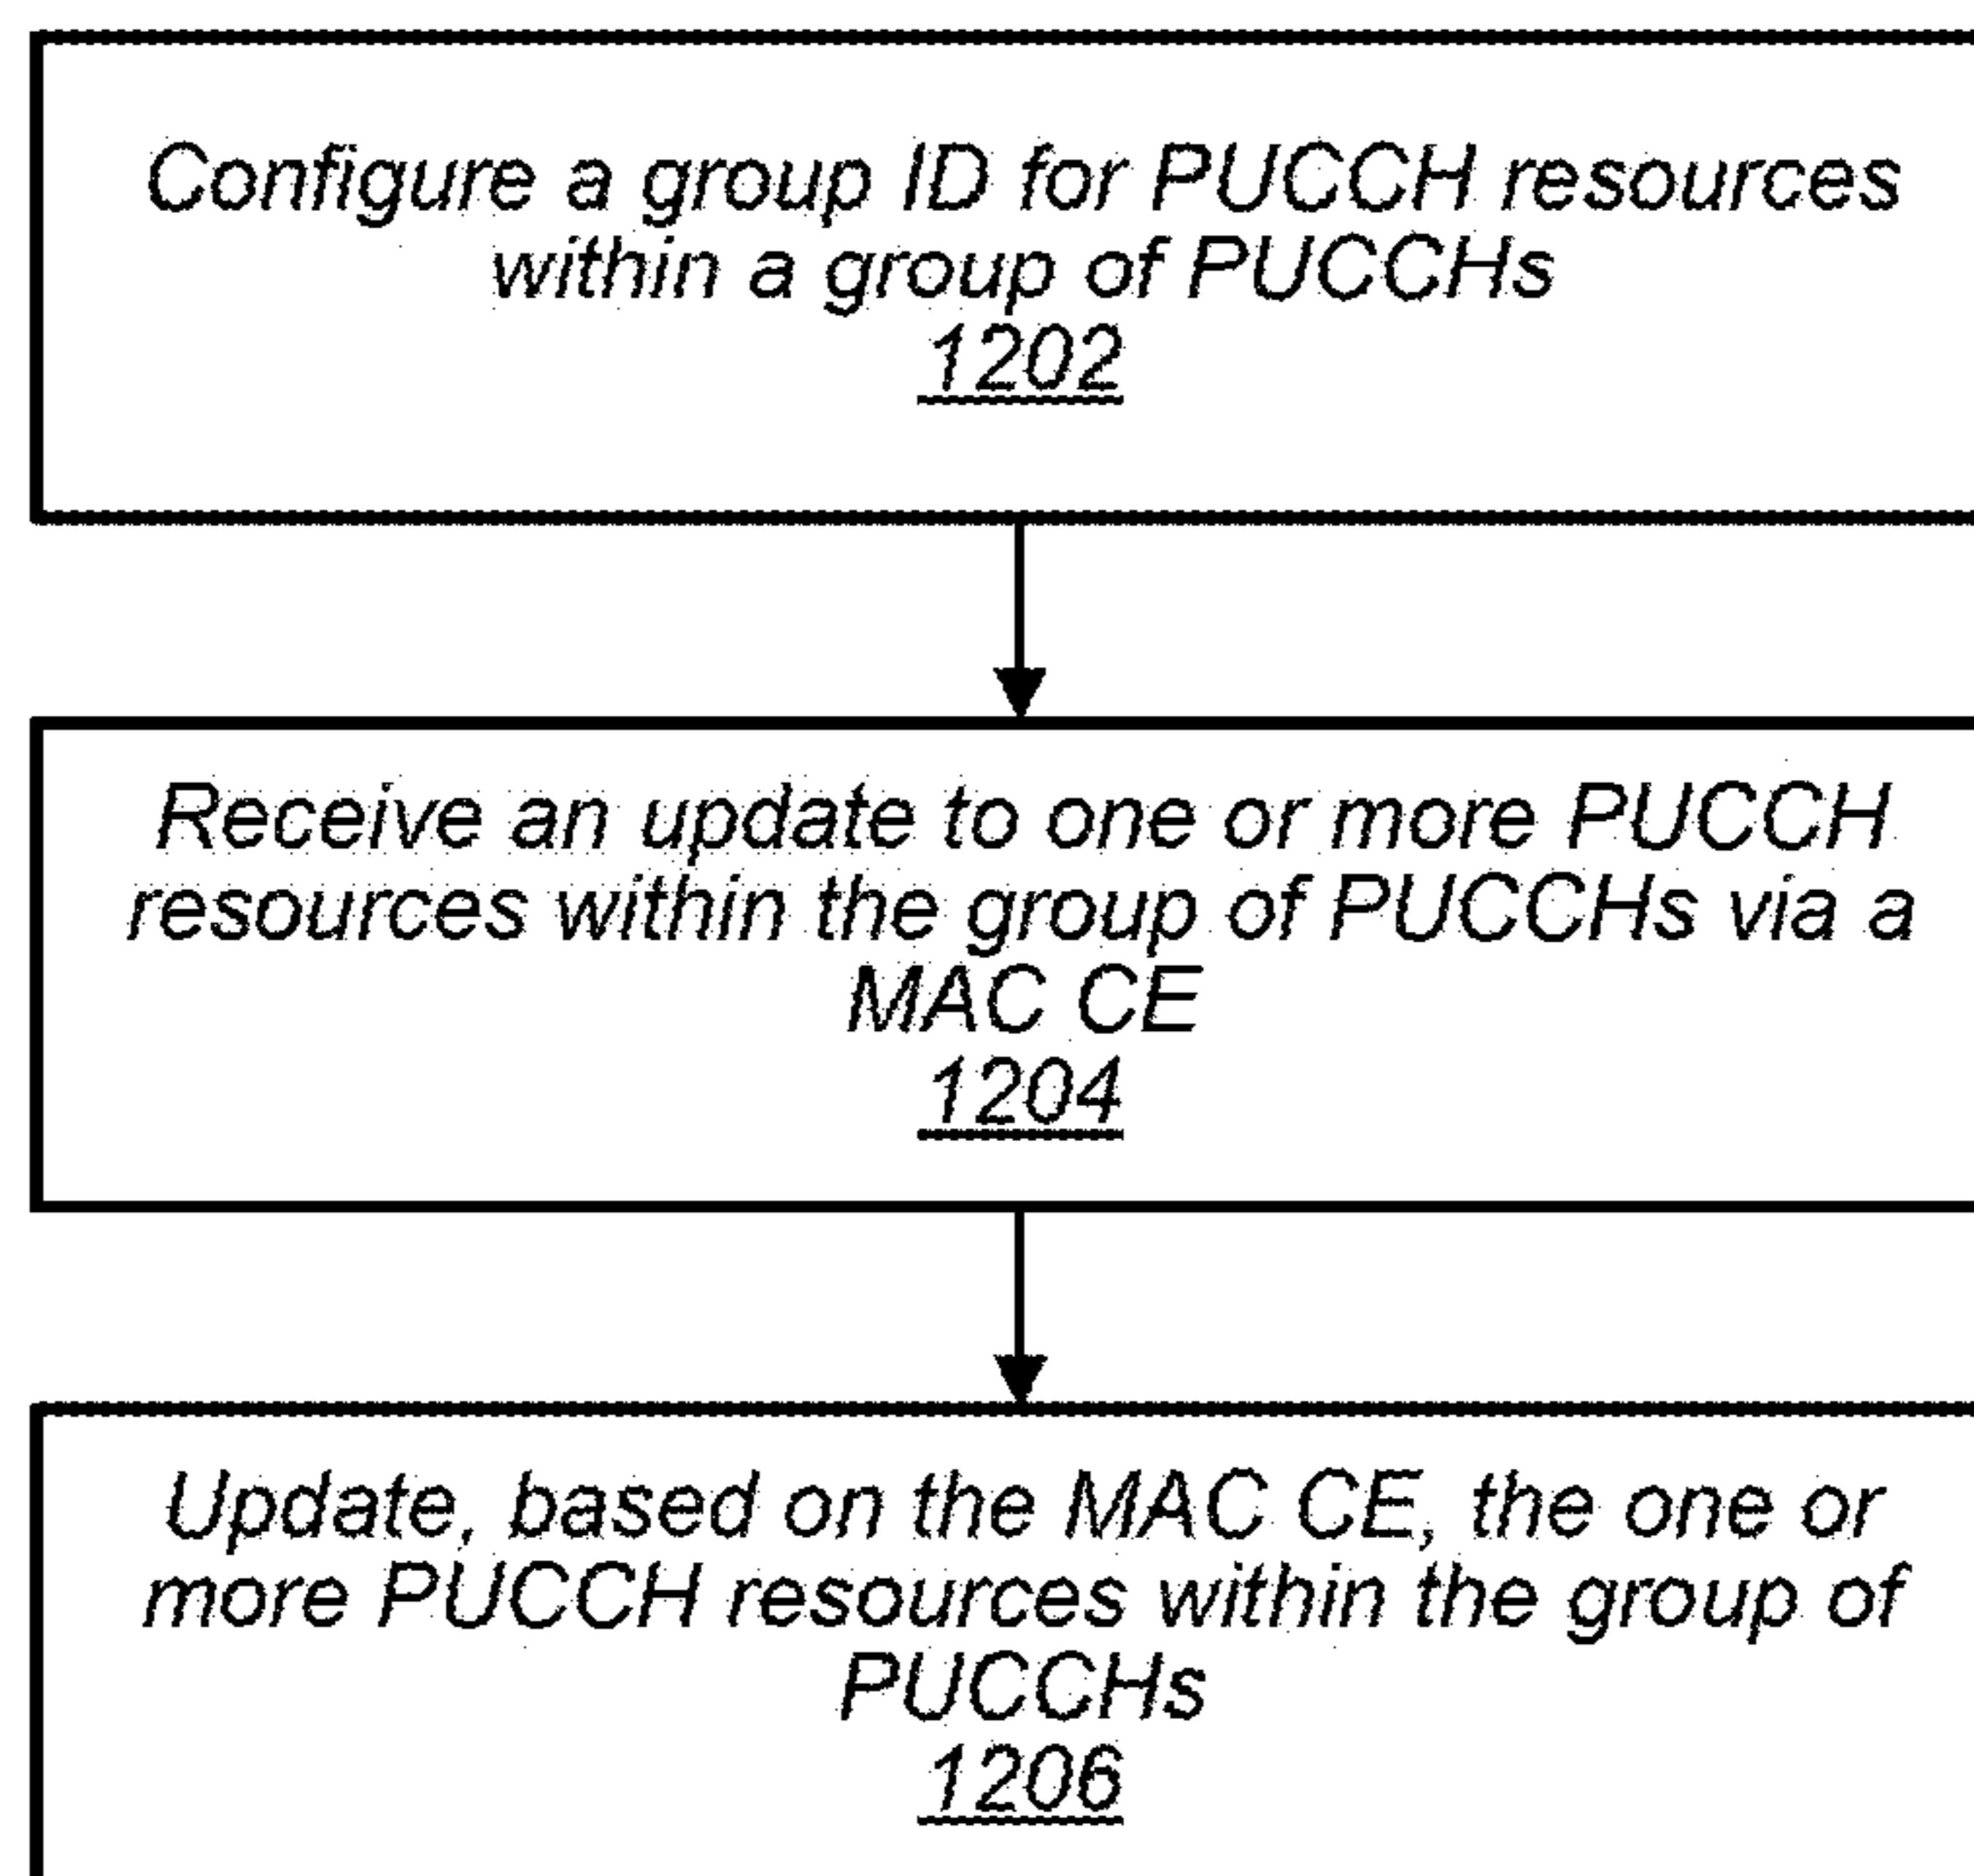 Configure a group ID for PUCCH resources
within a group of PUCCHs
1202
Receive an update to one or more PUCCH
resources within the group of PUCCHs via a
MAC CE
1204
Update, based on the MAC CE, the one or
more PUCCH resources within the group of
PUCCHs
1206